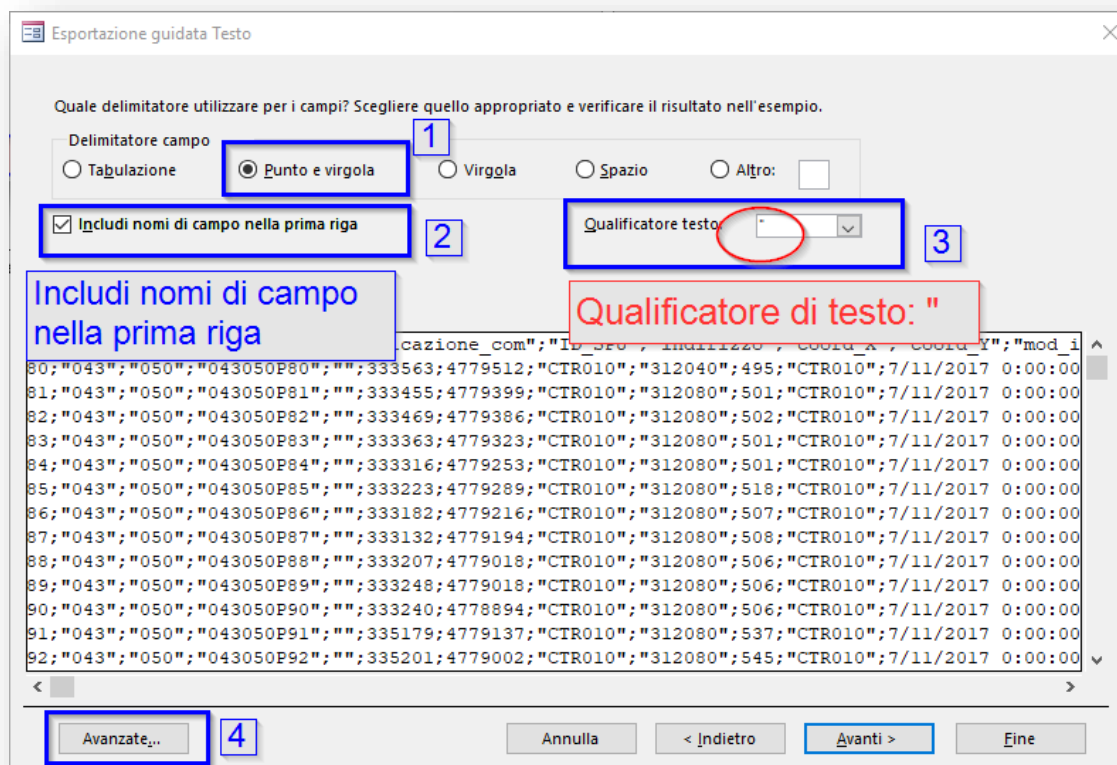 Esportazione guidata Testo
Quale delimitatore utilizzare per i campi? Scegliere quello appropriato e verificare il risultato nell'esempio.
Delimitatore campo
1
Tabulazione Punto e virgola Virgola Spazio Altro:
Includi nomi di campo nella prima riga Qualificatore testo: "
2
3
Includi nomi di campo
nella prima riga
Qualificatore di testo: "
icazione_com";"ID_SPU";"Indirizzo";"Coord_X";"Coord_Y";"mod_i
80;"043";"050";"043050P80";"";333563;4779512;"CTR010";"312040";495;"CTR010";7/11/2017 0:00:00
81;"043";"050";"043050P81";"";333455;4779399;"CTR010";"312080";501;"CTR010";7/11/2017 0:00:00
82;"043";"050";"043050P82";"";333469;4779386;"CTR010";"312080";502;"CTR010";7/11/2017 0:00:00
83;"043";"050";"043050P83";"";333363;4779323;"CTR010";"312080";501;"CTR010";7/11/2017 0:00:00
84;"043";"050";"043050P84";"";333316;4779253;"CTR010";"312080";501;"CTR010";7/11/2017 0:00:00
85;"043";"050";"043050P85";"";333223;4779289;"CTR010";"312080";518;"CTR010";7/11/2017 0:00:00
86;"043";"050";"043050P86";"";333182;4779216;"CTR010";"312080";507;"CTR010";7/11/2017 0:00:00
87;"043";"050";"043050P87";"";333132;4779194;"CTR010";"312080";508;"CTR010";7/11/2017 0:00:00
88;"043";"050";"043050P88";"";333207;4779018;"CTR010";"312080";506;"CTR010";7/11/2017 0:00:00
89;"043";"050";"043050P89";"";333248;4779018;"CTR010";"312080";506;"CTR010";7/11/2017 0:00:00
90;"043";"050";"043050P90";"";333240;4778894;"CTR010";"312080";506;"CTR010";7/11/2017 0:00:00
91;"043";"050";"043050P91";"";335179;4779137;"CTR010";"312080";537;"CTR010";7/11/2017 0:00:00
92;"043";"050";"043050P92";"";335201;4779002;"CTR010";"312080";545;"CTR010";7/11/2017 0:00:00
Avanzate... 4 Annulla < Indietro Avanti > Fine